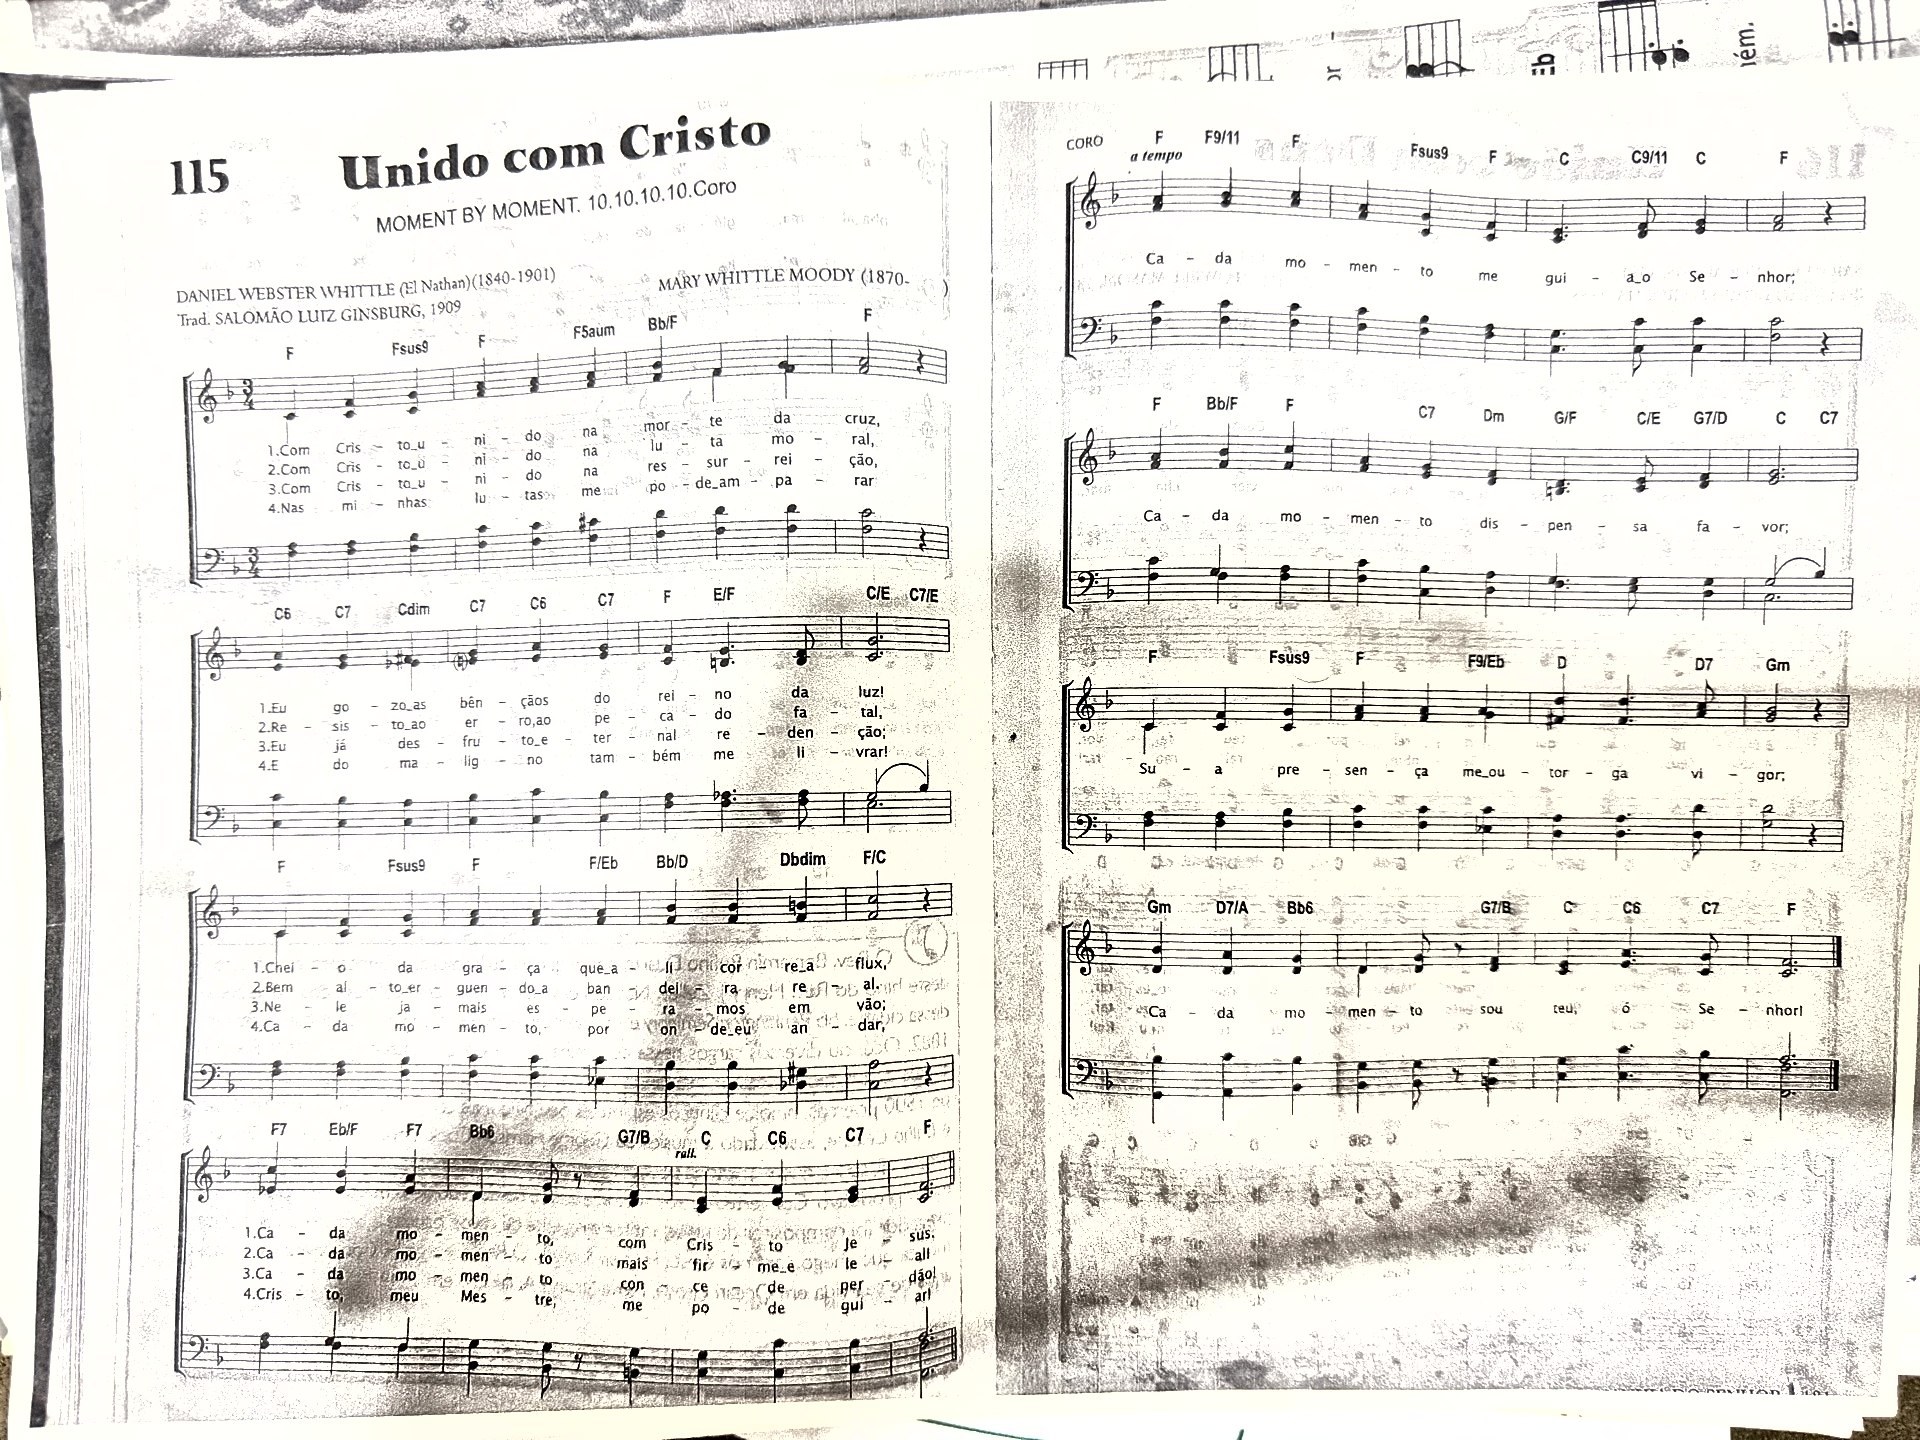 115 Unido com Cristo
MOMENT BY MOMENT. 10.10.10.10.Coro
DANIEL WEBSTER WHITTLE (El Nathan)(1840-1901) MARY WHITTLE MOODY (1870- )
Trad. SALOMÃO LUIZ GINSBURG, 1909
F Fsus9 F F5aum Bb/F F
3 4
1.Com Cris - to_u - ni - do na mor - te da cruz,
2.Com Cris - to_u - ni - do na lu - ta mo - ral,
3.Com Cris - to_u - ni - do na res - sur - rei - ção,
4.Nas mi - nhas lu - tas me po - de_am - pa - rar
3 4
C6 C7 Cdim C7 C6 C7 F E/F C/E C7/E
1.Eu go - zo_as bên - çãos do rei - no da luz!
2.Re - sis - to_ao er - ro,ao pe - ca - do fa - tal,
3.Eu já des - fru - to_e - ter - nal re - den - ção;
4.E do ma - lig - no tam - bém me li - vrar!
F Fsus9 F F/Eb Bb/D Dbdim F/C
1.Chei - o da gra - ça que_a - li cor - re_a flux,
2.Bem al - to_er - guen - do_a ban - dei - ra re - al.
3.Ne - le ja - mais es - pe - ra - mos em vão;
4.Ca - da mo - men - to, por on - de_eu an - dar,
F7 Eb/F F7 Bb6 G7/B C C6 C7 F
rall.
1.Ca - da mo - men - to, com Cris - to Je - sus.
2.Ca - da mo - men - to mais fir - me_e le - al!
3.Ca - da mo - men - to con - ce - de per - dão!
4.Cris - to, meu Mes - tre, me po - de gui - ar!
CORO F F9/11 F Fsus9 F C C9/11 C F
a tempo
Ca - da mo - men - to me gui - a_o Se - nhor;
F Bb/F F C7 Dm G/F C/E G7/D C C7
Ca - da mo - men - to dis - pen - sa fa - vor;
F Fsus9 F F9/Eb D D7 Gm
Su - a pre - sen - ça me_ou - tor - ga vi - gor;
Gm D7/A Bb6 G7/B C C6 C7 F
Ca - da mo - men - to sou teu, ó Se - nhor!
Eb
ém.